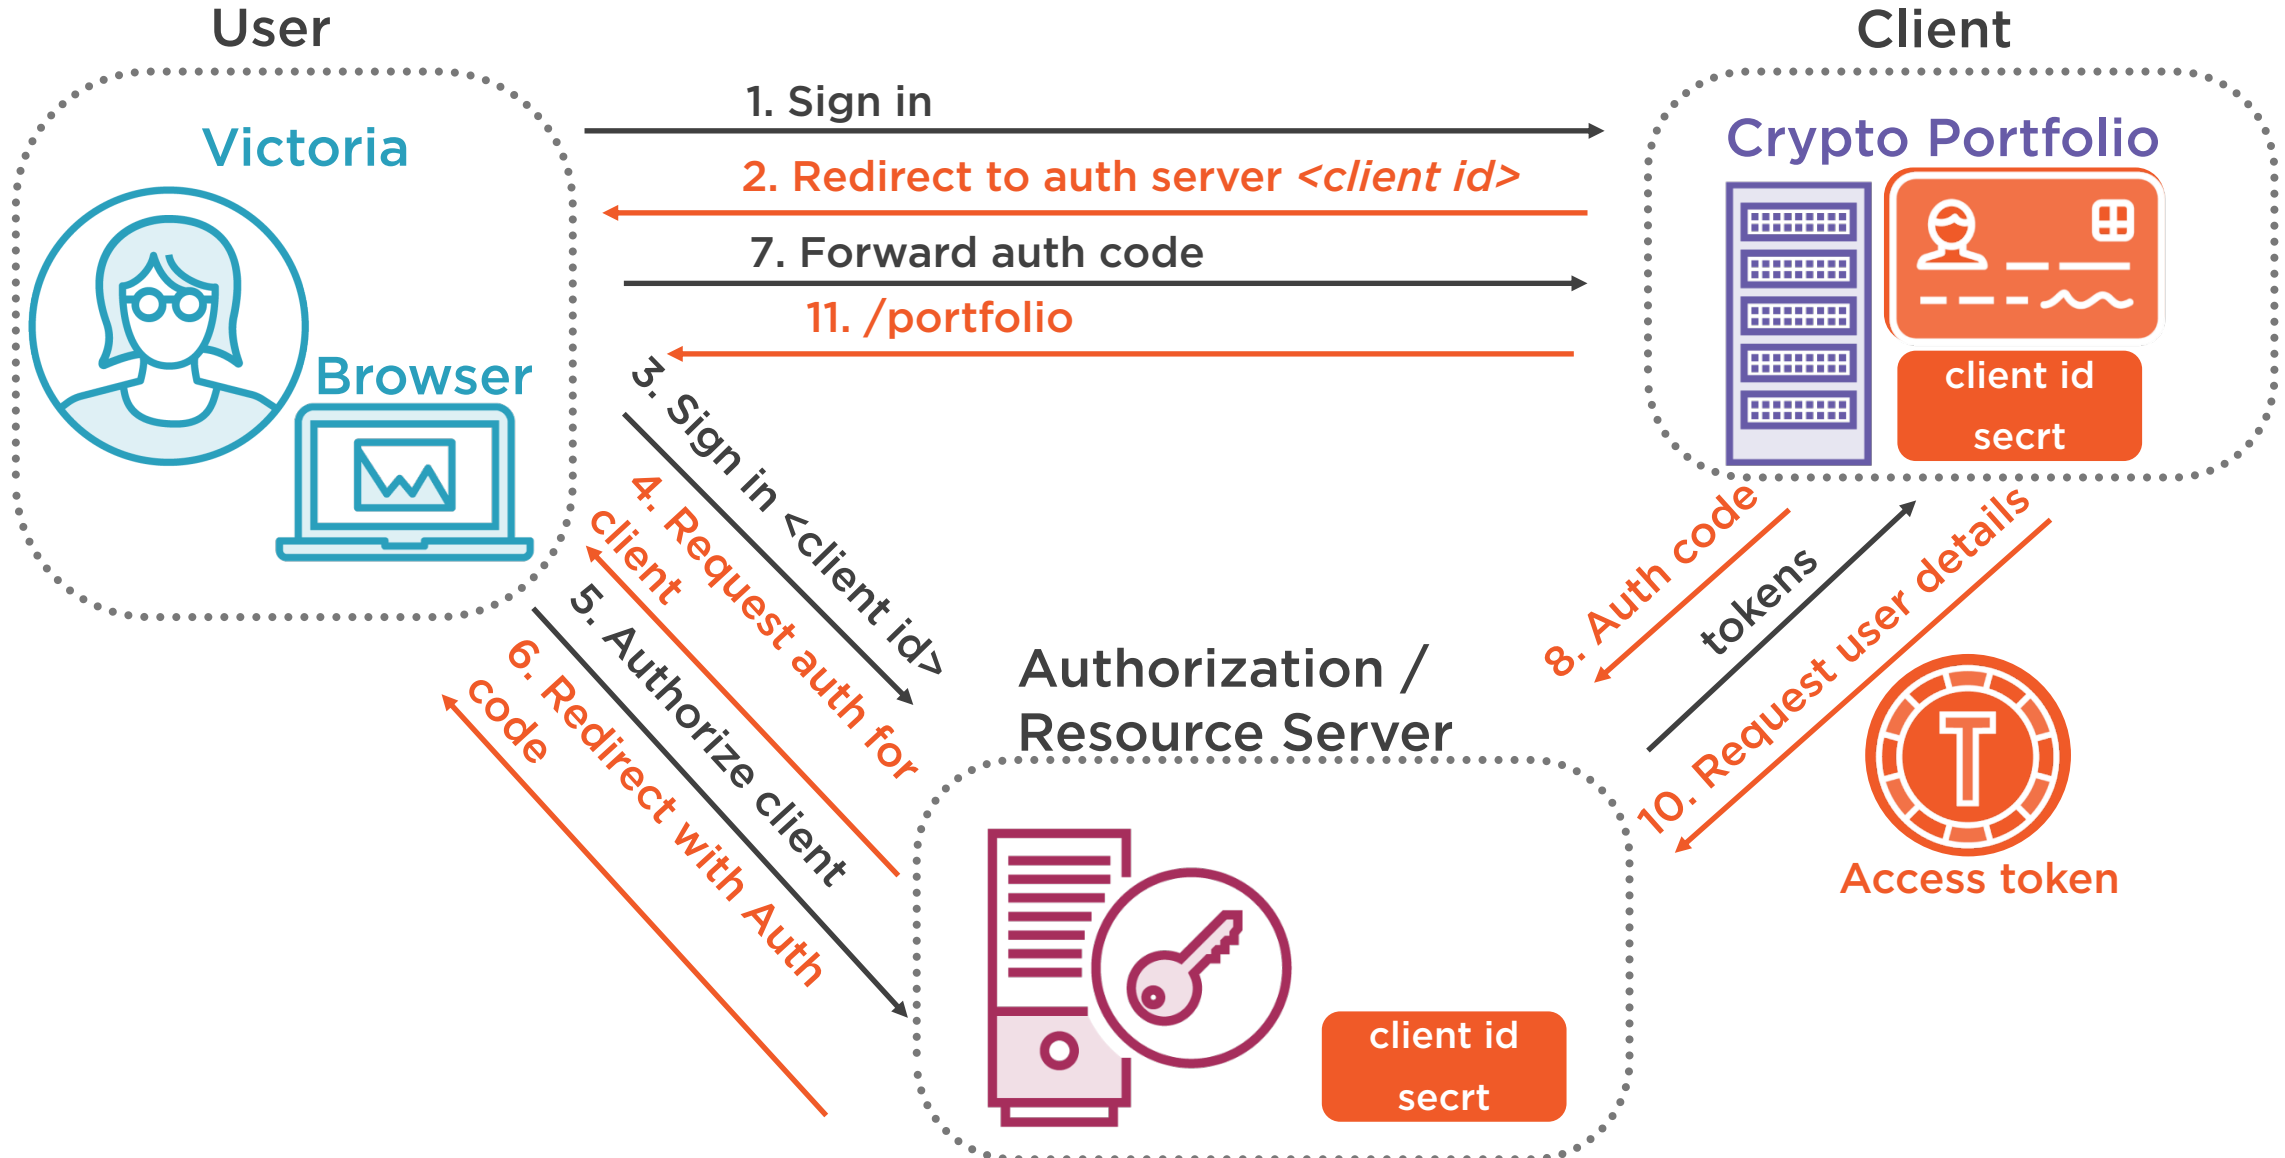 User
Client
Victoria
Browser
1. Sign in
2. Redirect to auth server <client id>
7. Forward auth code
11. /portfolio
Crypto Portfolio
client id
secrt
3. Sign in <client id>
4. Request auth for
client
5. Authorize client
6. Redirect with Auth
code
8. Auth code
tokens
10. Request user details
Access token
Authorization /
Resource Server
client id
secrt